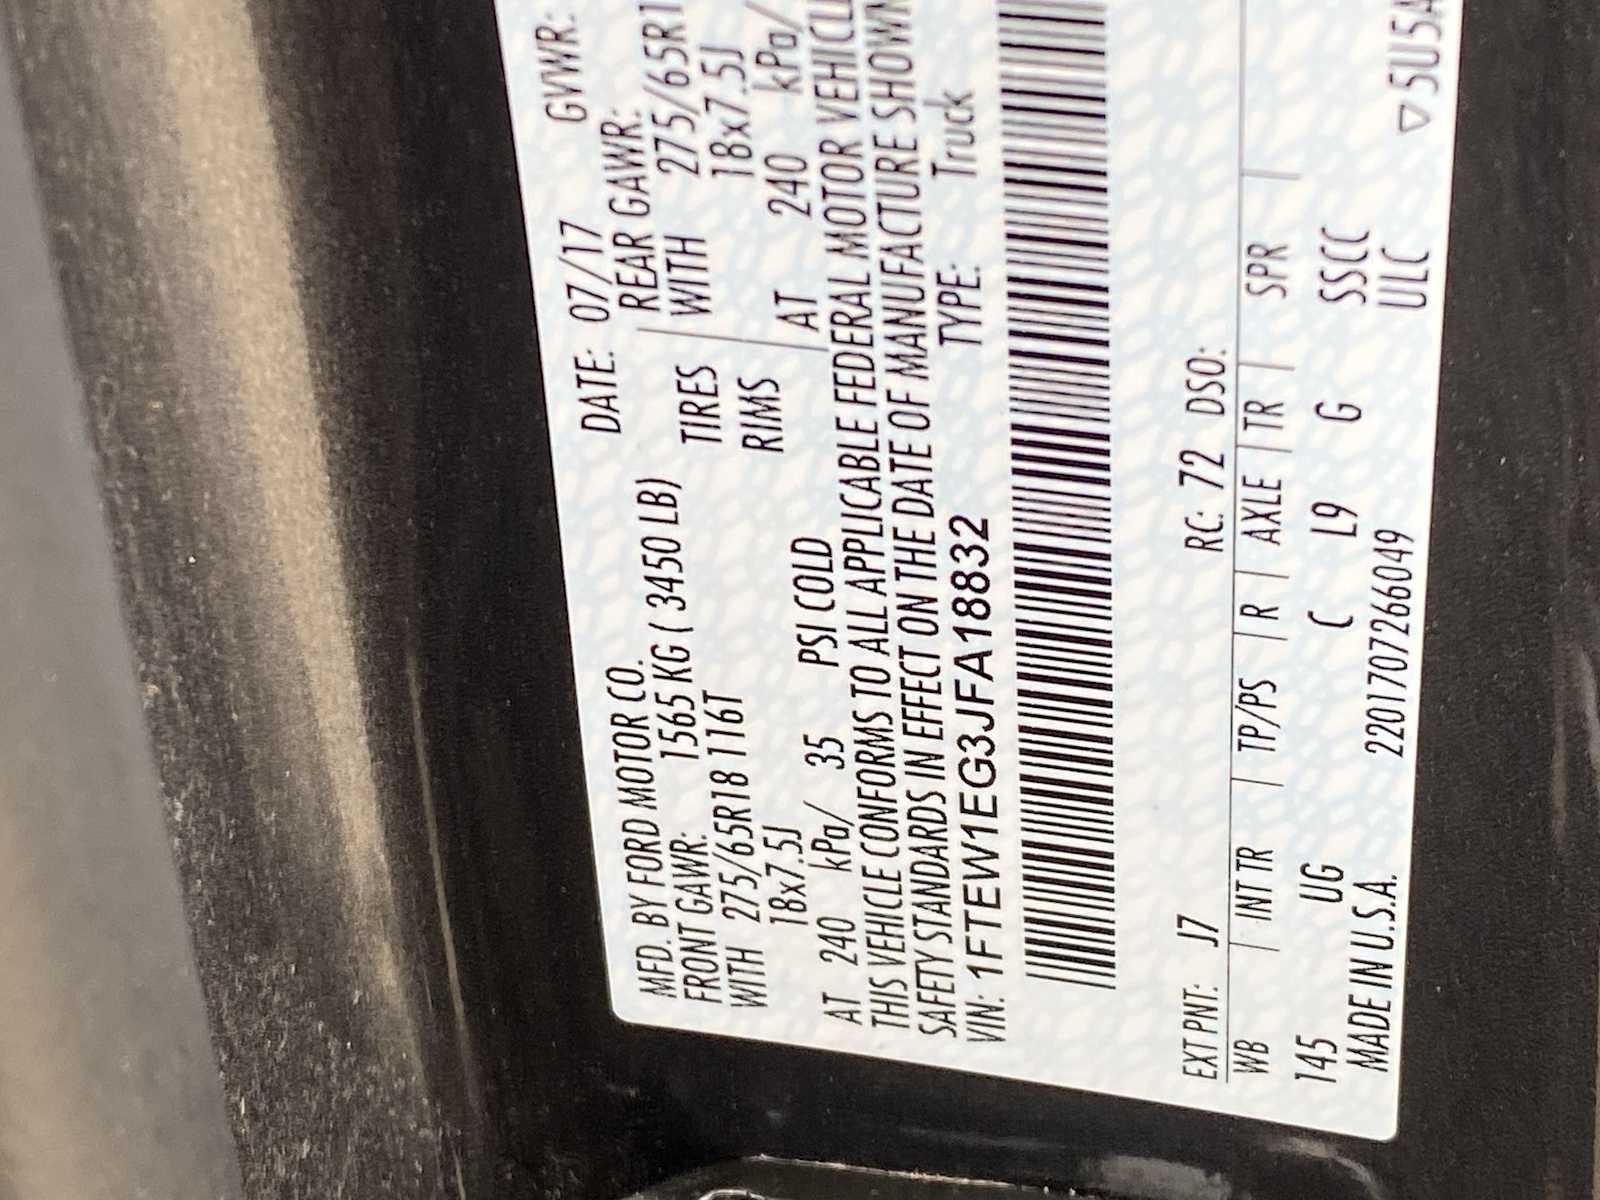 MFD. BY FORD MOTOR CO. DATE: 07/17 GVWR:
FRONT GAWR: 1565 KG ( 3450 LB) REAR GAWR:
WITH 275/65R18 116T TIRES WITH 275/65R1
18x7.5J RIMS 18x7.5J
AT 240 kPa/ 35 PSI COLD AT 240 kPa/
THIS VEHICLE CONFORMS TO ALL APPLICABLE FEDERAL MOTOR VEHICLE
SAFETY STANDARDS IN EFFECT ON THE DATE OF MANUFACTURE SHOWN
VIN: 1FTEW1EG3JFA18832 TYPE: Truck
EXT PNT: J7 RC: 72 DSO:
WB | INT TR | TP/PS | R | AXLE | TR | SPR |
145 UG C L9 G SSCC
MADE IN U.S.A. 2201707266049 ULC
▽5U5A